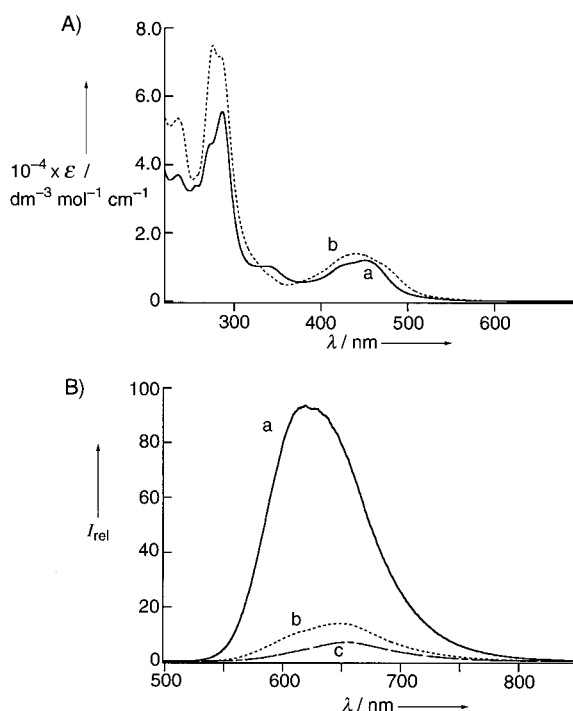 A)
8.0
6.0
4.0
10⁻⁴ x ε /
dm⁻³ mol⁻¹ cm⁻¹
2.0
b
a
0
300 400 500 600
λ / nm
B)
100
a
80
60
I rel
40
20
b
c
0
500 600 700 800
λ / nm